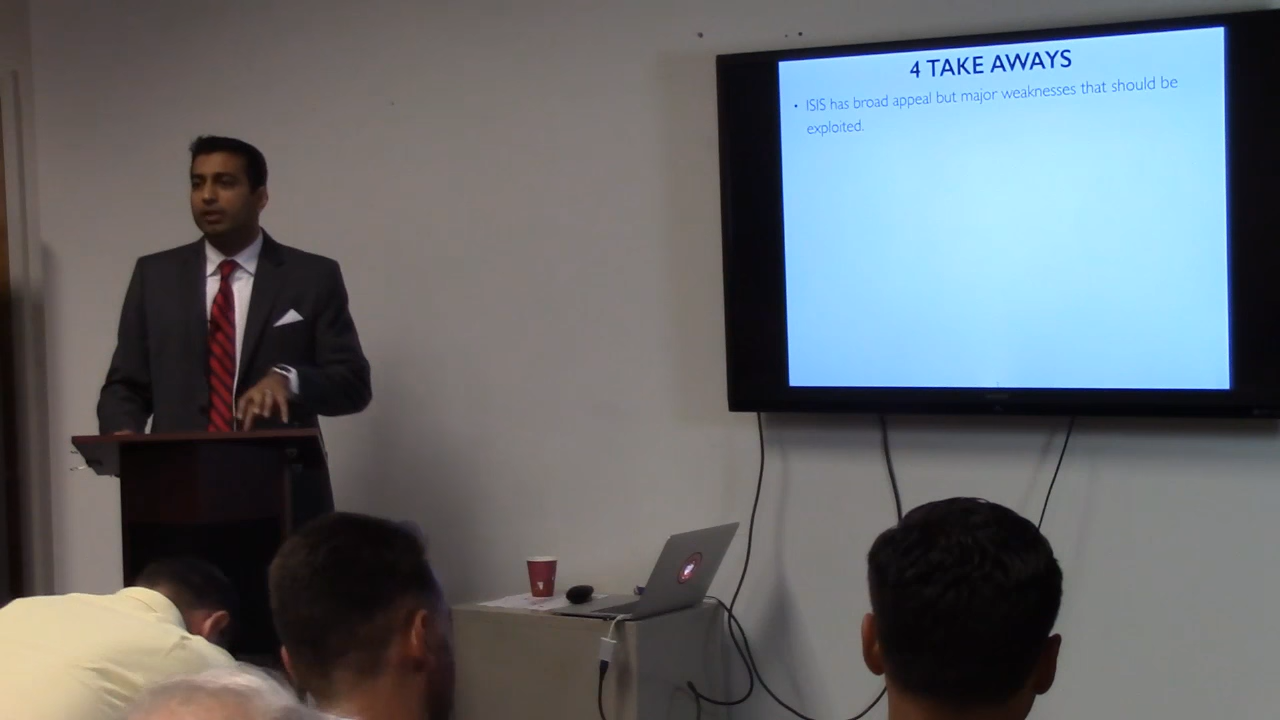 4 TAKE AWAYS
• ISIS has broad appeal but major weaknesses that should be
exploited.